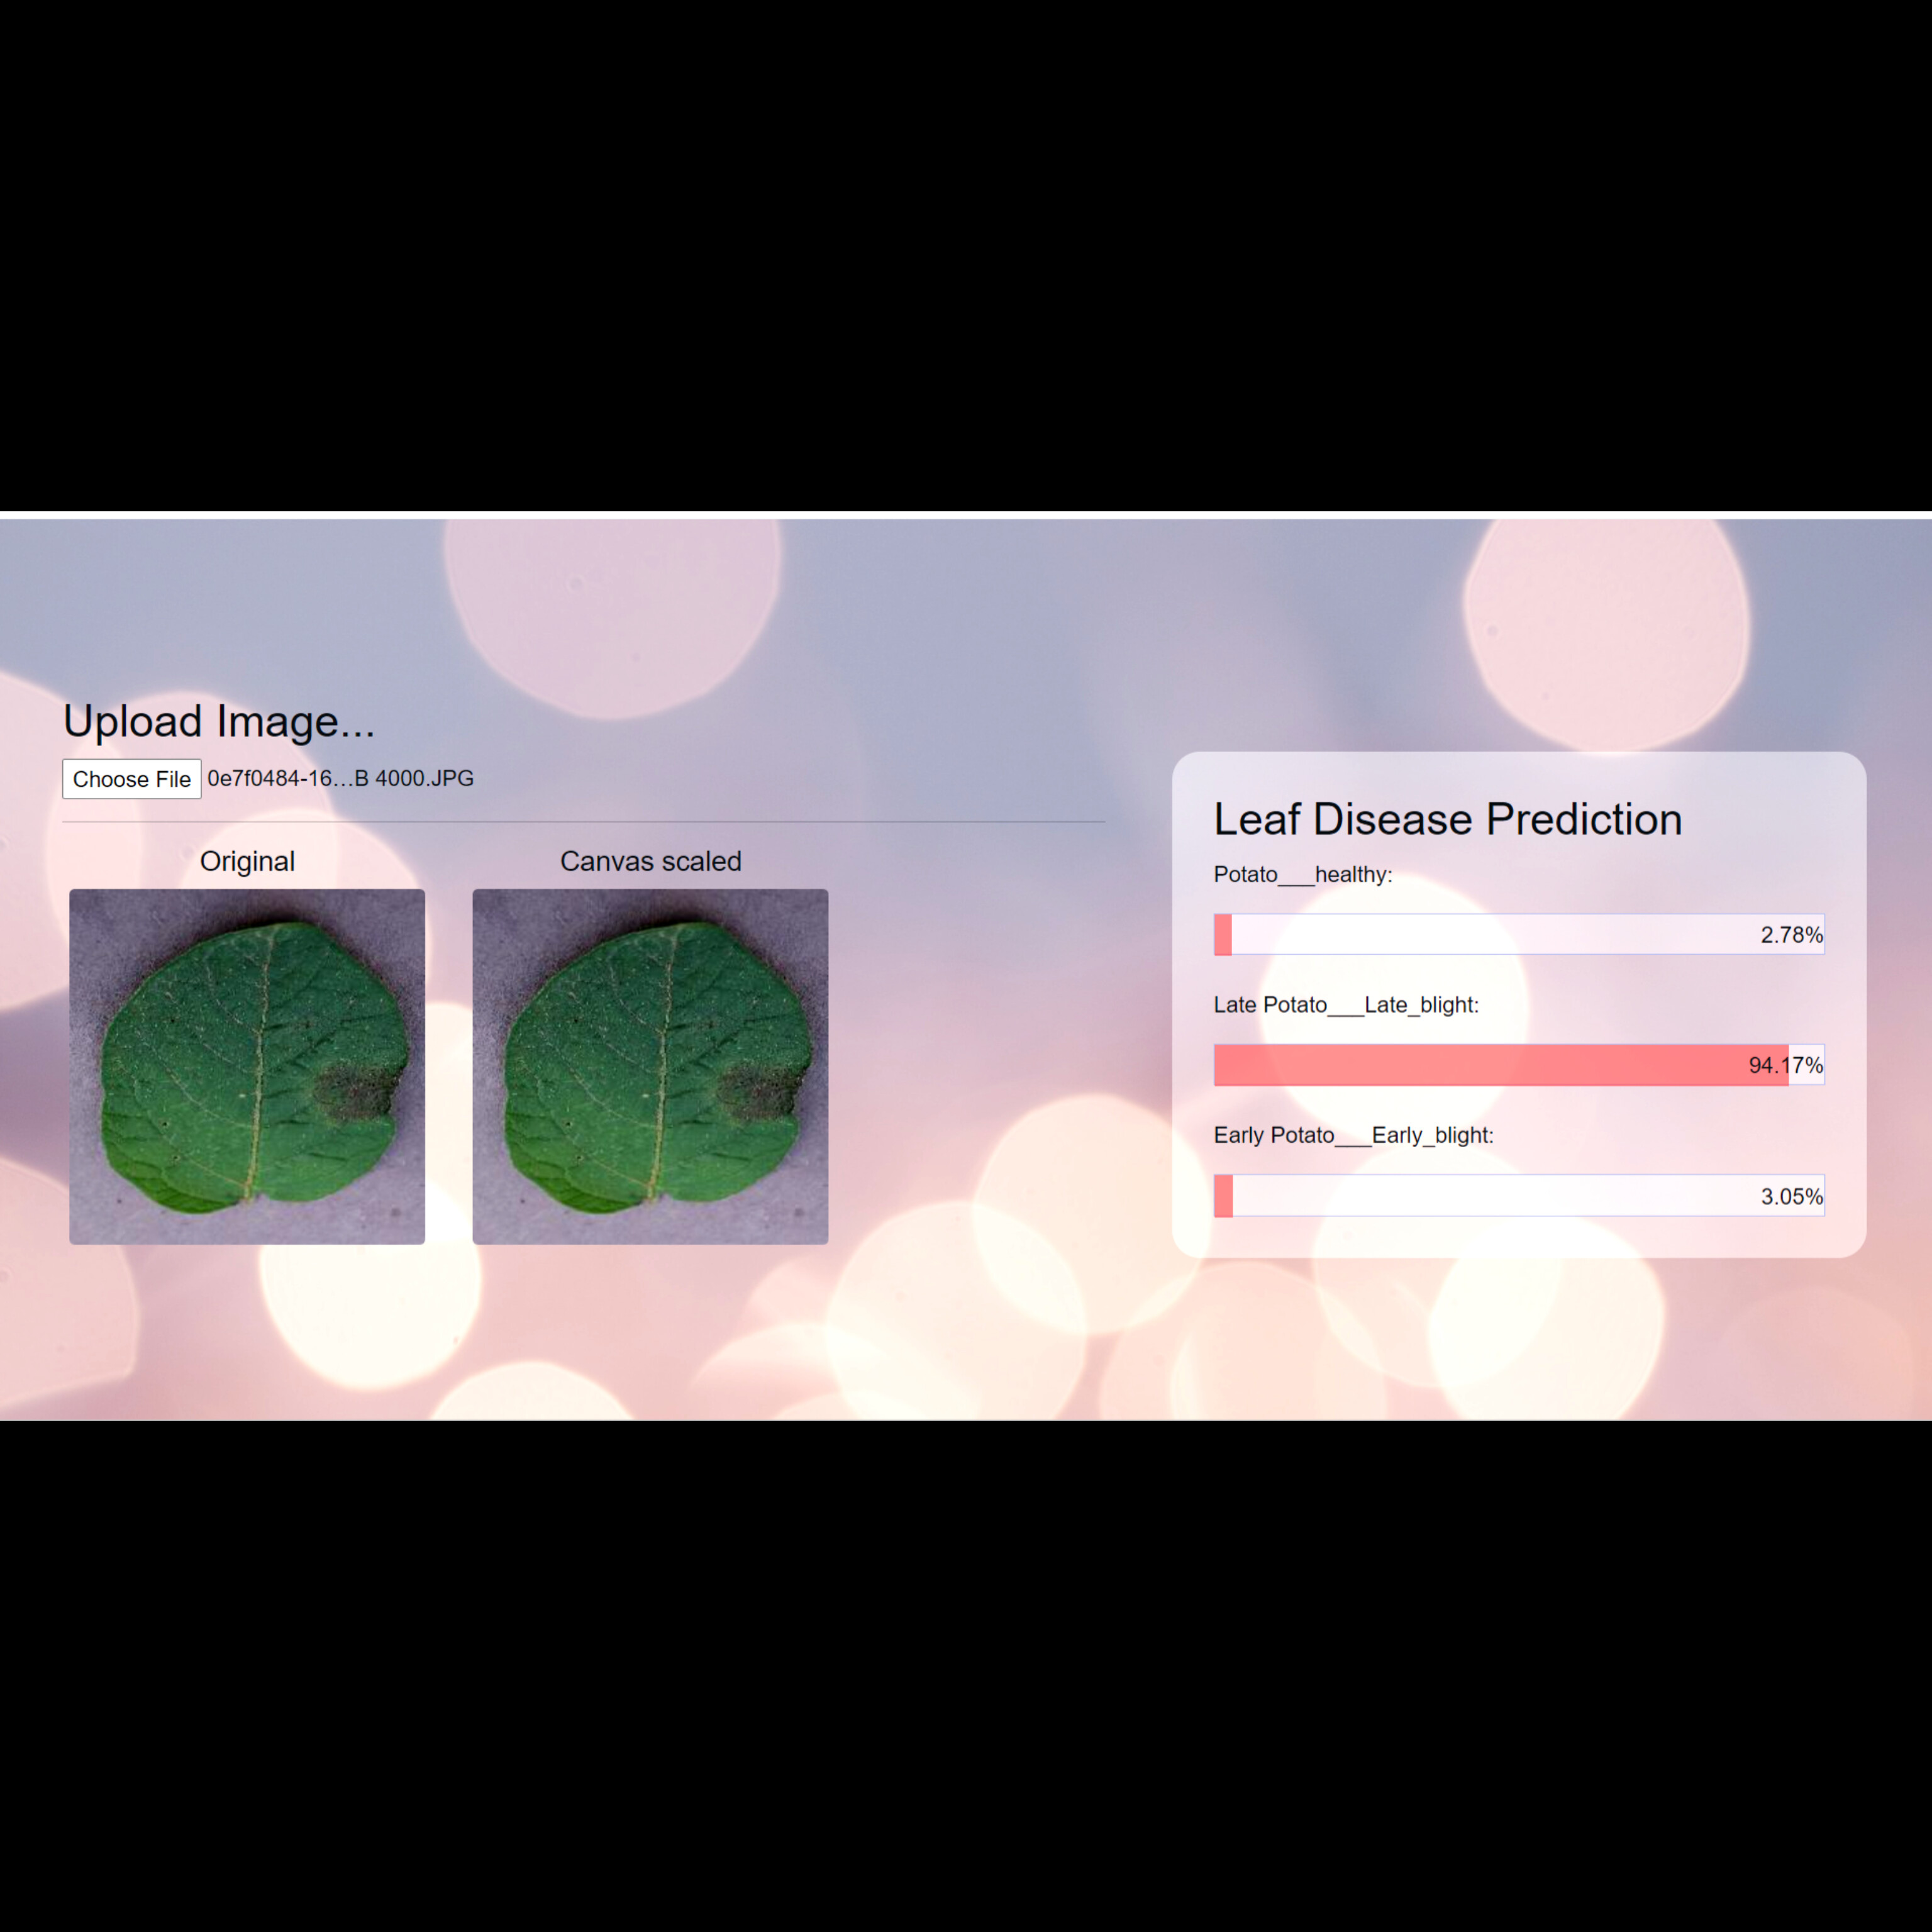 Upload Image...
Choose File 0e7f0484-16...B 4000.JPG
Original
Canvas scaled
Leaf Disease Prediction
Potato___healthy:
2.78%
Late Potato___Late_blight:
94.17%
Early Potato___Early_blight:
3.05%